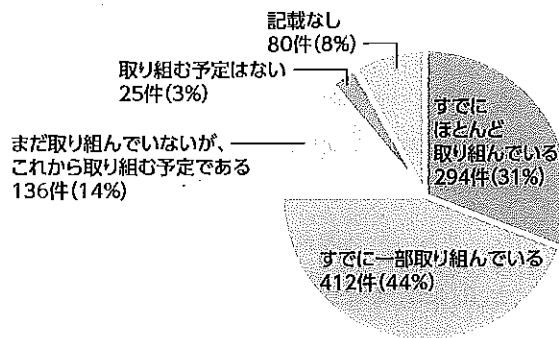 記載なし
80件(8%)
取り組む予定はない
25件(3%)
まだ取り組んでいないが、
これから取り組む予定である
136件(14%)
すでに
ほとんど
取り組んでいる
294件(31%)
すでに一部取り組んでいる
412件(44%)